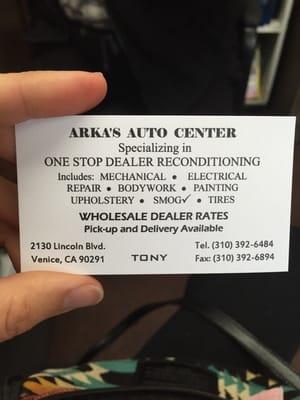 ARKA'S AUTO CENTER
Specializing in
ONE STOP DEALER RECONDITIONING
Includes: MECHANICAL • ELECTRICAL
REPAIR • BODYWORK • PAINTING
UPHOLSTERY • SMOG✓ • TIRES
WHOLESALE DEALER RATES
Pick-up and Delivery Available
2130 Lincoln Blvd. Tel. (310) 392-6484
Venice, CA 90291 TONY Fax: (310) 392-6894